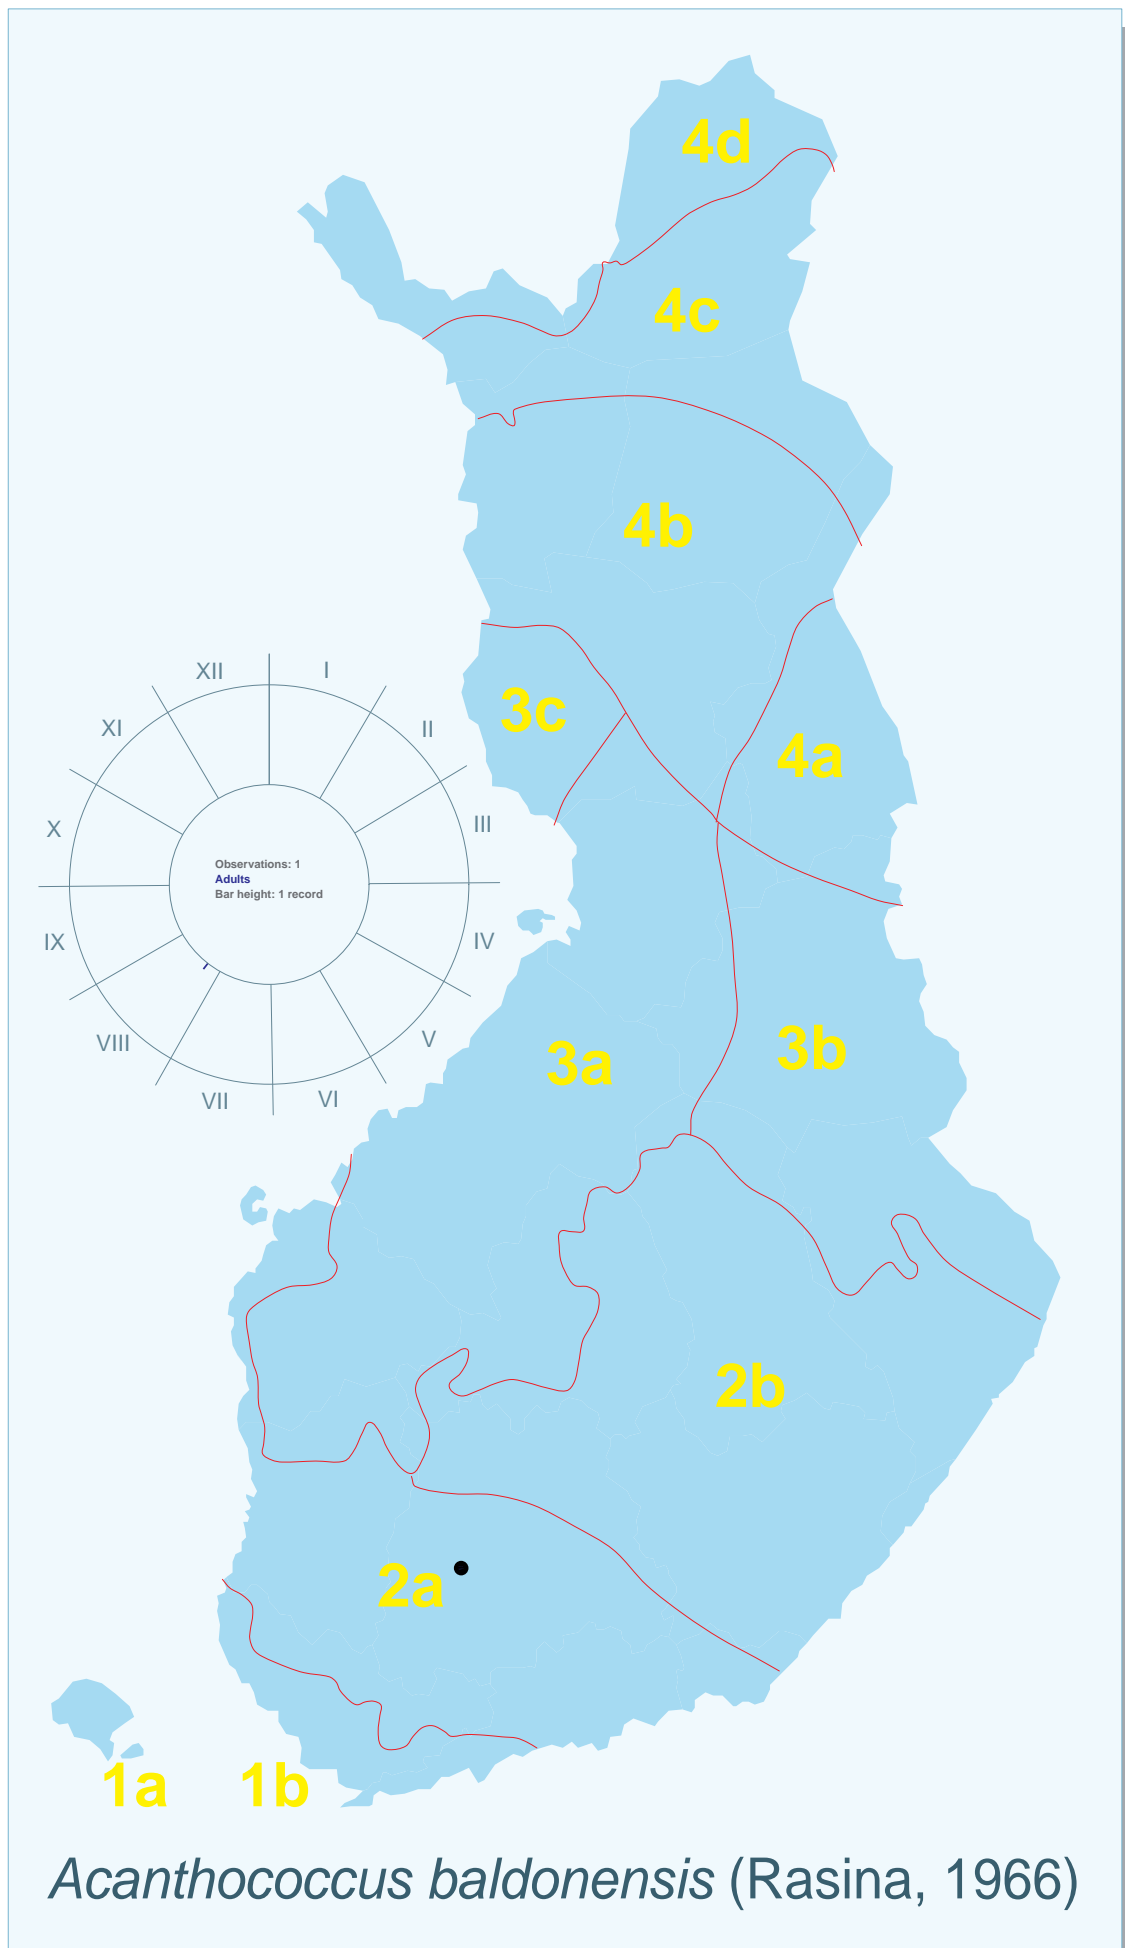 4d
4c
4b
3c
4a
XII
I
XI
II
X
III
Observations: 1
Adults
Bar height: 1 record
IX
IV
VIII
V
VII
VI
3a
3b
2b
2a
1a
1b
Acanthococcus baldonensis (Rasina, 1966)